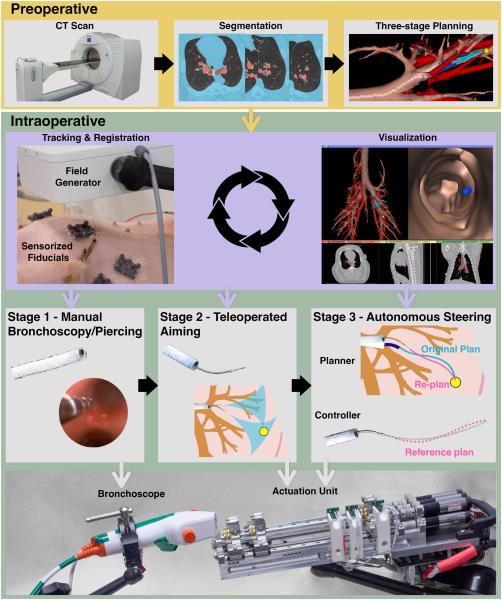 Preoperative
CT Scan
Segmentation
Three-stage Planning
Intraoperative
Tracking & Registration
Visualization
Field
Generator
Sensorized
Fiducials
Stage 1 - Manual
Bronchoscopy/Piercing
Stage 2 - Teleoperated
Aiming
Stage 3 - Autonomous Steering
Planner
Original Plan
Re-plan
Controller
Reference plan
Bronchoscope
Actuation Unit